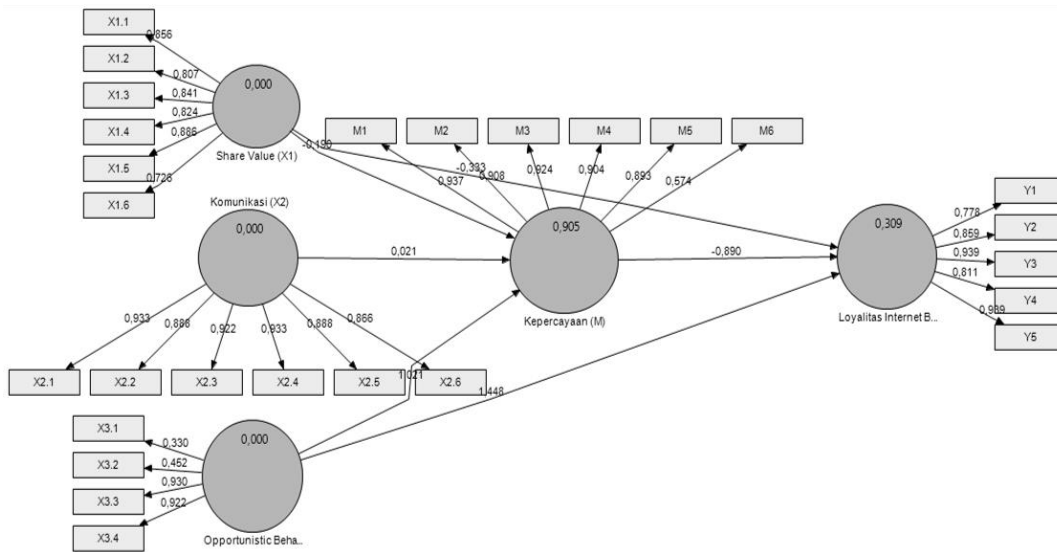 X1.1
0,856
X1.2
0,807
X1.3
0,841
X1.4
0,824
X1.5
0,886
X1.6
0,726
0,000
Share Value (X1)
-0,190
-0,333
M1
M2
M3
M4
M5
M6
0,937
0,908
0,924
0,904
0,893
0,574
Komunikasi (X2)
0,000
0,021
0,905
Kepercayaan (M)
-0,890
0,309
Loyalitas Internet B...
Y1
0,778
Y2
0,859
Y3
0,939
Y4
0,811
Y5
0,933
0,888
0,922
0,933
0,888
0,866
X2.1
X2.2
X2.3
X2.4
X2.5
X2.6
1,021
1,448
X3.1
0,330
X3.2
0,452
X3.3
0,930
X3.4
0,922
0,000
Opportunistic Beha...